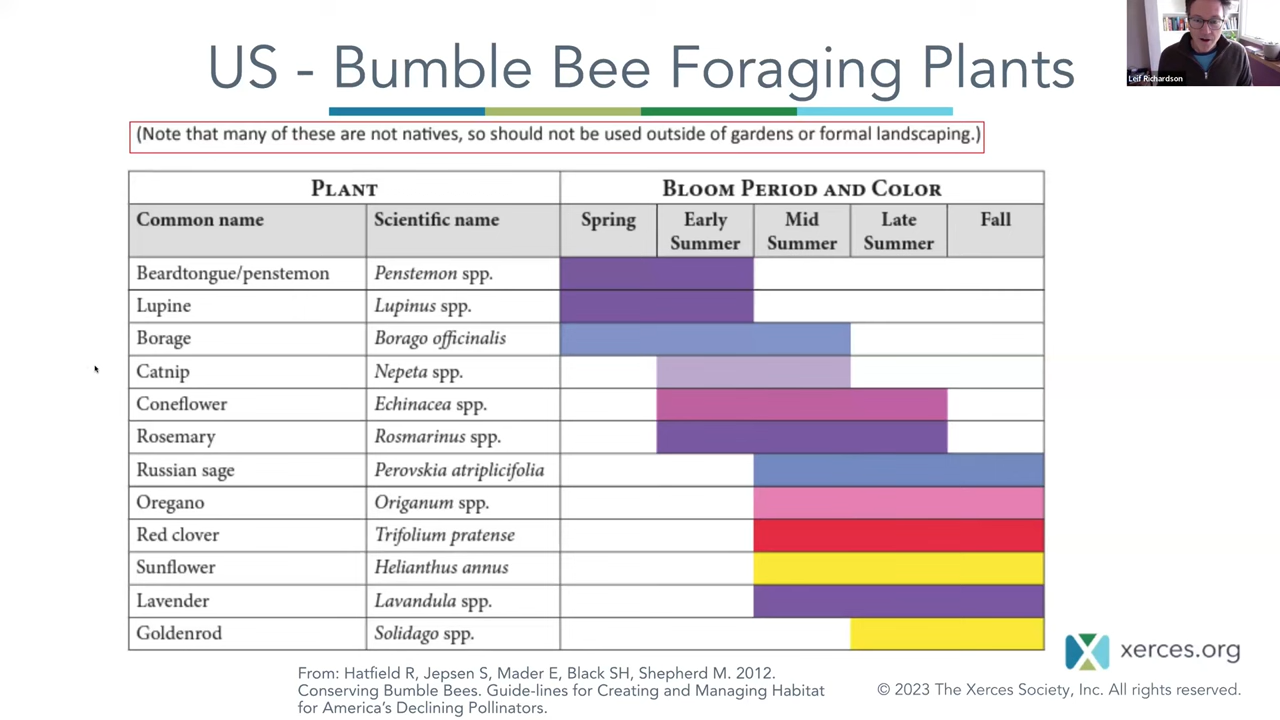 US - Bumble Bee Foraging Plants
Leif Richardson
(Note that many of these are not natives, so should not be used outside of gardens or formal landscaping.)
PLANT BLOOM PERIOD AND COLOR
Common name Scientific name Spring Early Summer Mid Summer Late Summer Fall
Beardtongue/penstemon Penstemon spp.
Lupine Lupinus spp.
Borage Borago officinalis
Catnip Nepeta spp.
Coneflower Echinacea spp.
Rosemary Rosmarinus spp.
Russian sage Perovskia atriplicifolia
Oregano Origanum spp.
Red clover Trifolium pratense
Sunflower Helianthus annus
Lavender Lavandula spp.
Goldenrod Solidago spp.
xerces.org
From: Hatfield R, Jepsen S, Mader E, Black SH, Shepherd M. 2012.
Conserving Bumble Bees. Guide-lines for Creating and Managing Habitat
for America's Declining Pollinators.
© 2023 The Xerces Society, Inc. All rights reserved.